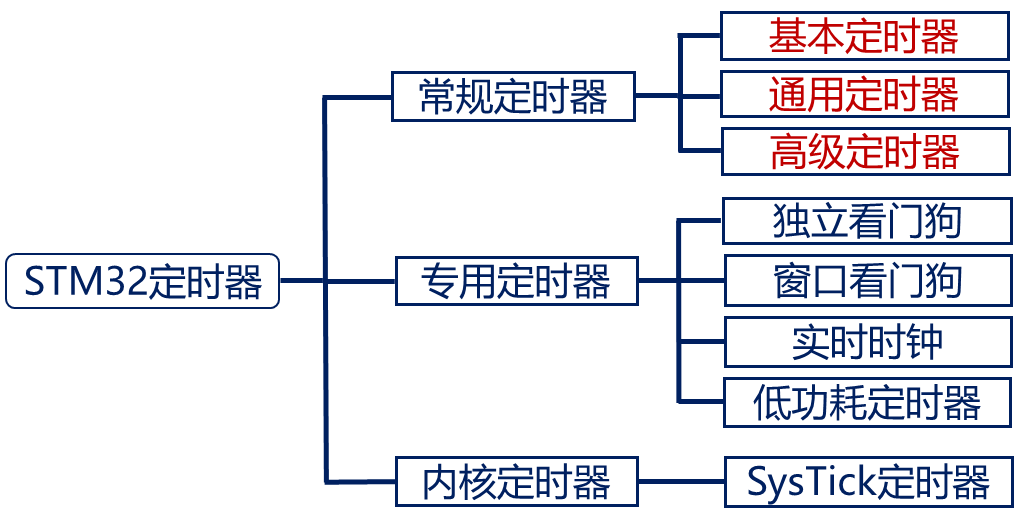 STM32定时器
常规定时器
基本定时器
通用定时器
高级定时器
专用定时器
独立看门狗
窗口看门狗
实时时钟
低功耗定时器
内核定时器
SysTick定时器